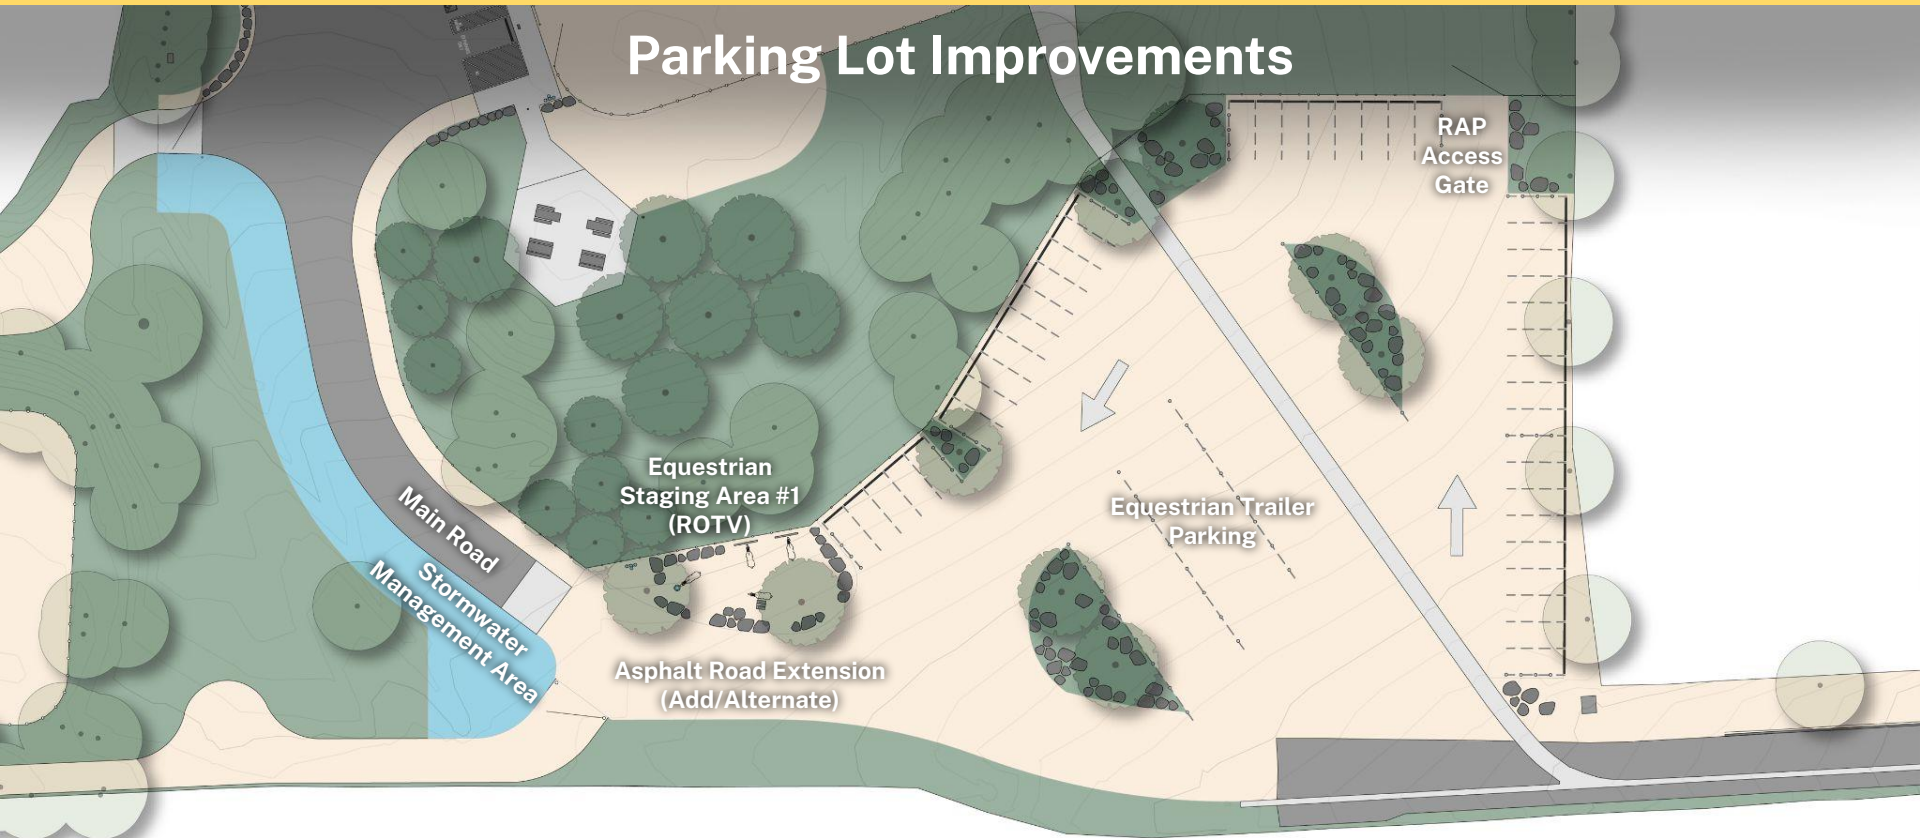 Parking Lot Improvements
RAP
Access
Gate
Equestrian
Staging Area #1
(ROTV)
Main Road
Stormwater
Management Area
Equestrian Trailer
Parking
Asphalt Road Extension
(Add/Alternate)